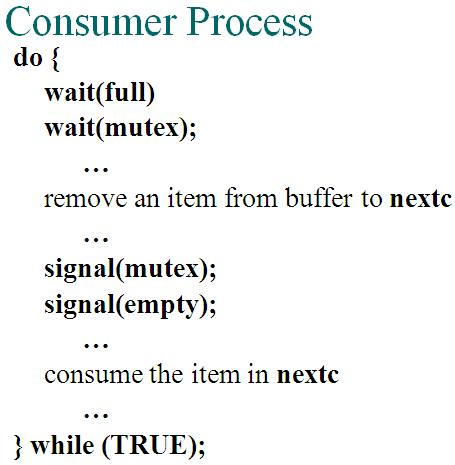 Consumer Process
do {
wait(full)
wait(mutex);
...
remove an item from buffer to nextc
...
signal(mutex);
signal(empty);
...
consume the item in nextc
...
} while (TRUE);